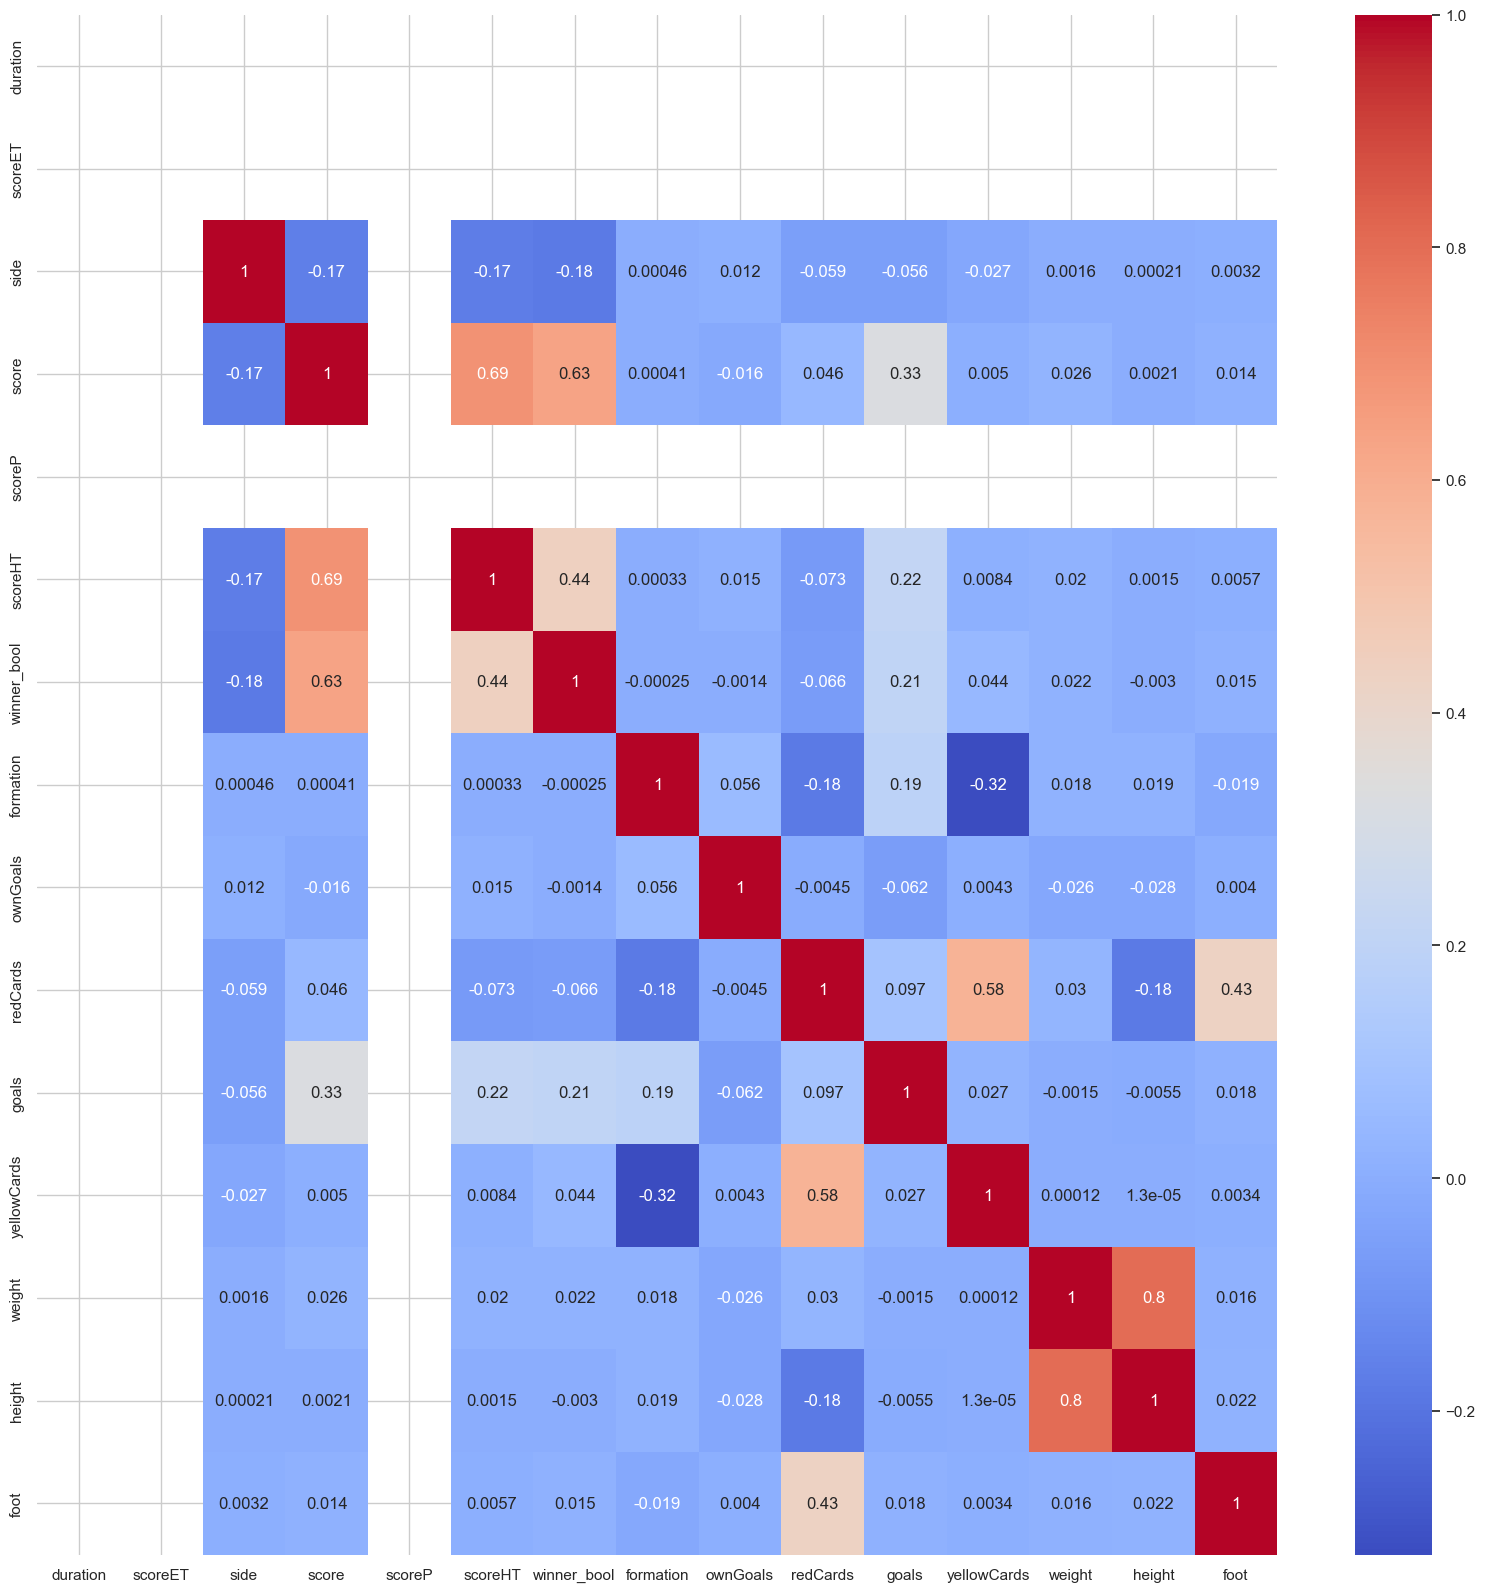 duration
scoreET
side 1 -0.17 -0.17 -0.18 0.00046 0.012 -0.059 -0.056 -0.027 0.0016 0.00021 0.0032
score -0.17 1 0.69 0.63 0.00041 -0.016 0.046 0.33 0.005 0.026 0.0021 0.014
scoreP
scoreHT -0.17 0.69 1 0.44 0.00033 0.015 -0.073 0.22 0.0084 0.02 0.0015 0.0057
winner_bool -0.18 0.63 0.44 1 -0.00025 -0.0014 -0.066 0.21 0.044 0.022 -0.003 0.015
formation 0.00046 0.00041 0.00033 -0.00025 1 0.056 -0.18 0.19 -0.32 0.018 0.019 -0.019
ownGoals 0.012 -0.016 0.015 -0.0014 0.056 1 -0.0045 -0.062 0.0043 -0.026 -0.028 0.004
redCards -0.059 0.046 -0.073 -0.066 -0.18 -0.0045 1 0.097 0.58 0.03 -0.18 0.43
goals -0.056 0.33 0.22 0.21 0.19 -0.062 0.097 1 0.027 -0.0015 -0.0055 0.018
yellowCards -0.027 0.005 0.0084 0.044 -0.32 0.0043 0.58 0.027 1 0.00012 1.3e-05 0.0034
weight 0.0016 0.026 0.02 0.022 0.018 -0.026 0.03 -0.0015 0.00012 1 0.8 0.016
height 0.00021 0.0021 0.0015 -0.003 0.019 -0.028 -0.18 -0.0055 1.3e-05 0.8 1 0.022
foot 0.0032 0.014 0.0057 0.015 -0.019 0.004 0.43 0.018 0.0034 0.016 0.022 1
duration scoreET side score scoreP scoreHT winner_bool formation ownGoals redCards goals yellowCards weight height foot
1.0
0.8
0.6
0.4
0.2
0.0
−0.2